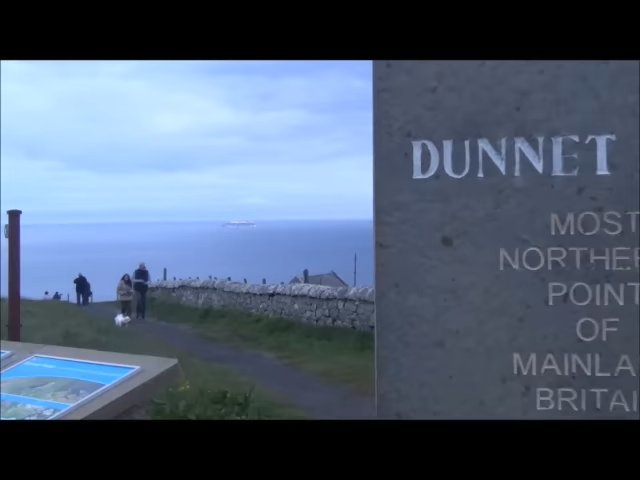 DUNNET
MOST
NORTHER
POINT
OF
MAINLA
BRITAI